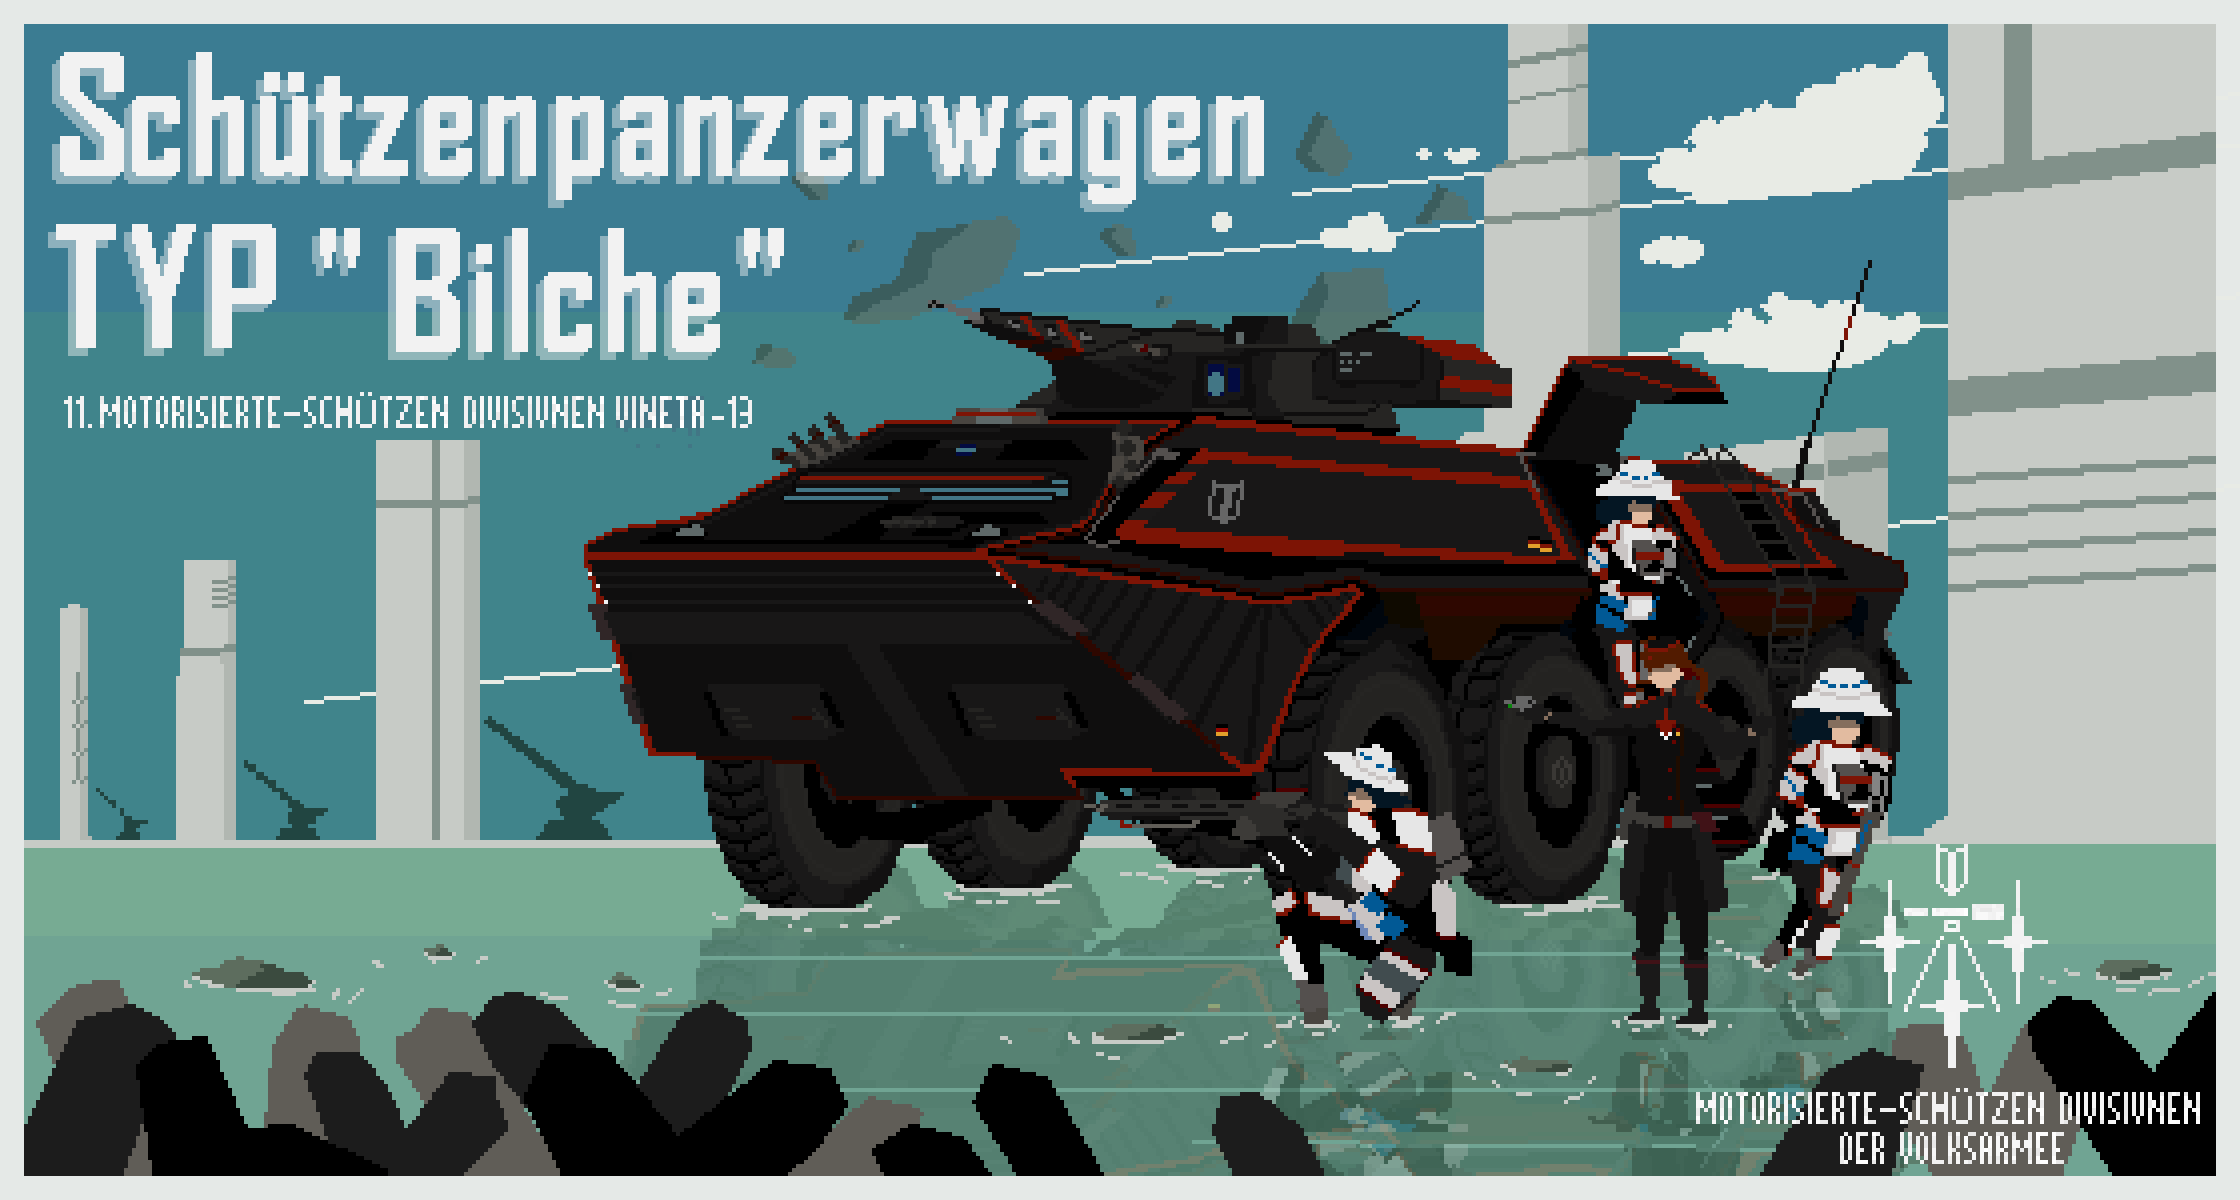 Schützenpanzerwagen
TYP "Bilche"
11.MOTORISIERTE-SCHÜTZEN DIVISIVNEN VINETA-13
MOTORISIERTE-SCHÜTZEN DIVISIVNEN
DER VOLKSARMEE